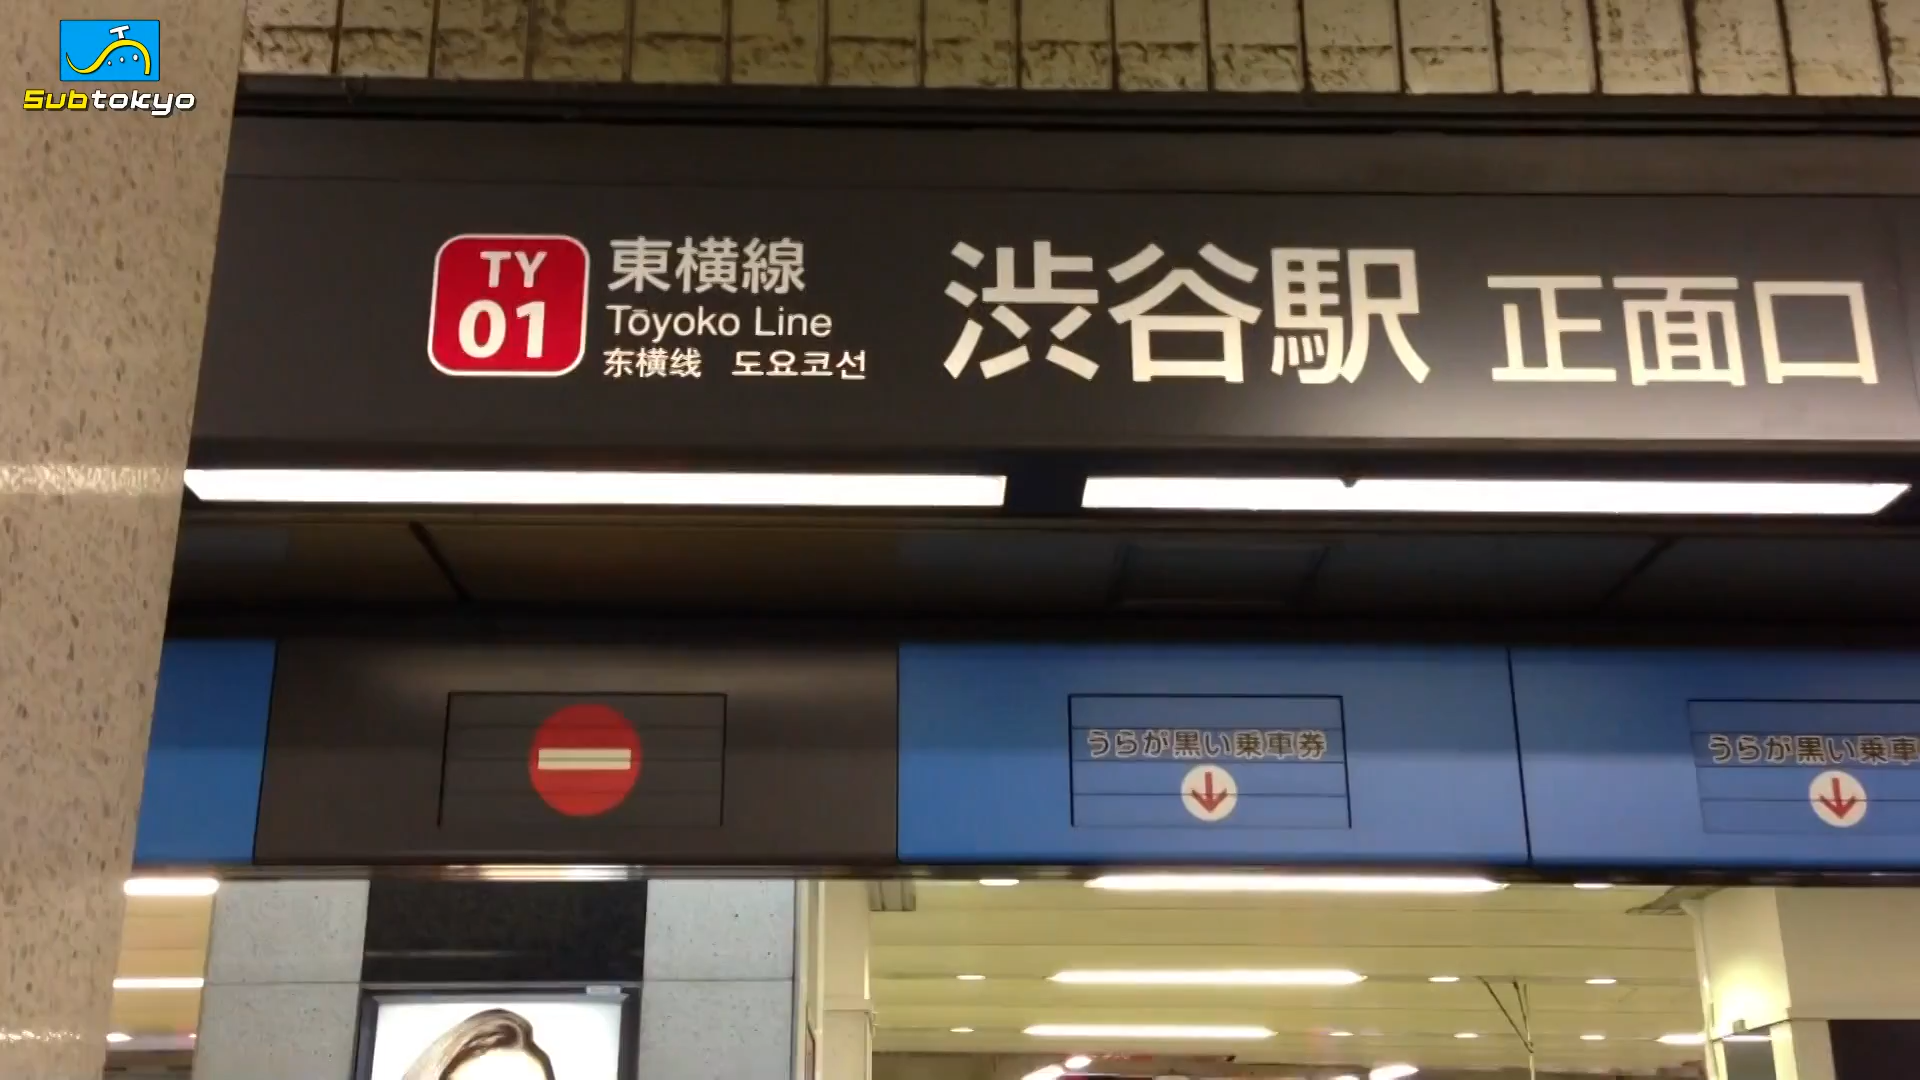 Subtokyo
TY
01
東横線
Tōyoko Line
东横线 도요코선
渋谷駅 正面口
うらが黒い乗車券
うらが黒い乗車